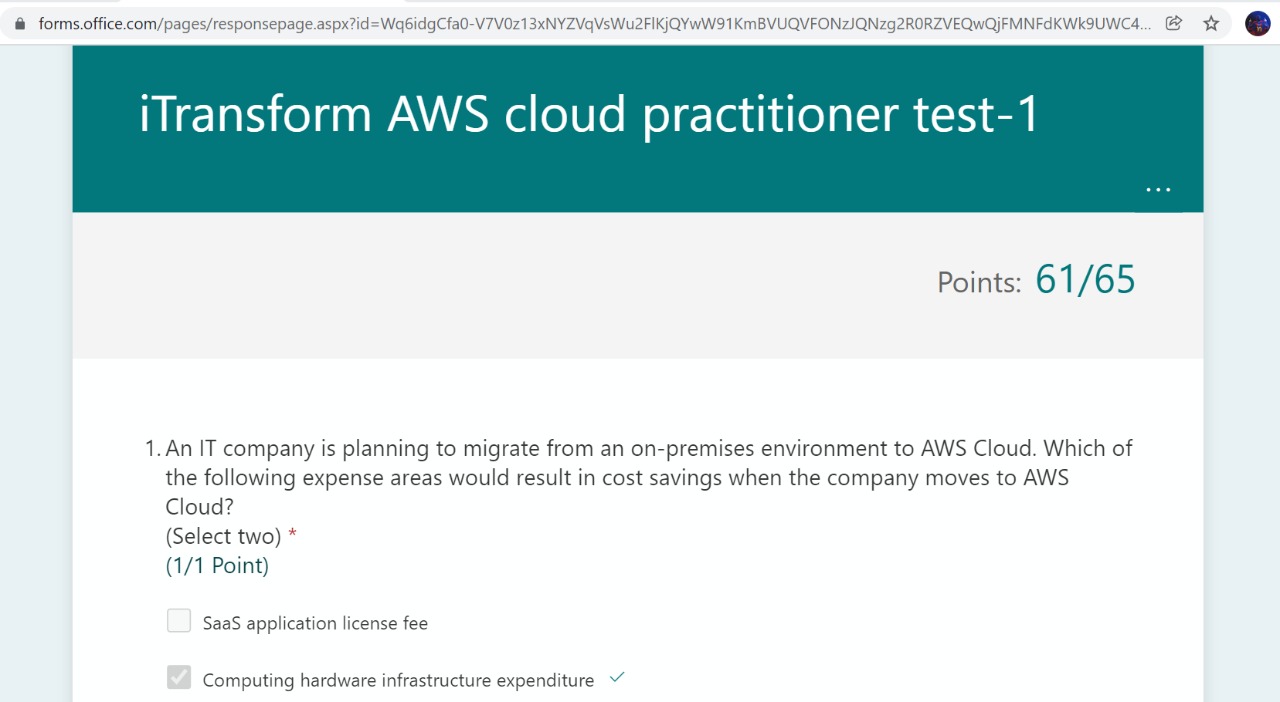 forms.office.com/pages/responsepage.aspx?id=Wq6idgCfa0-V7V0z13xNYZVqVsWu2FlKjQYwW91KmBVUQVFONzJQNzg2R0RZVEQwQjFMNFdKWk9UWC4...
iTransform AWS cloud practitioner test-1
...
Points: 61/65
1. An IT company is planning to migrate from an on-premises environment to AWS Cloud. Which of
the following expense areas would result in cost savings when the company moves to AWS
Cloud?
(Select two) *
(1/1 Point)
SaaS application license fee
Computing hardware infrastructure expenditure